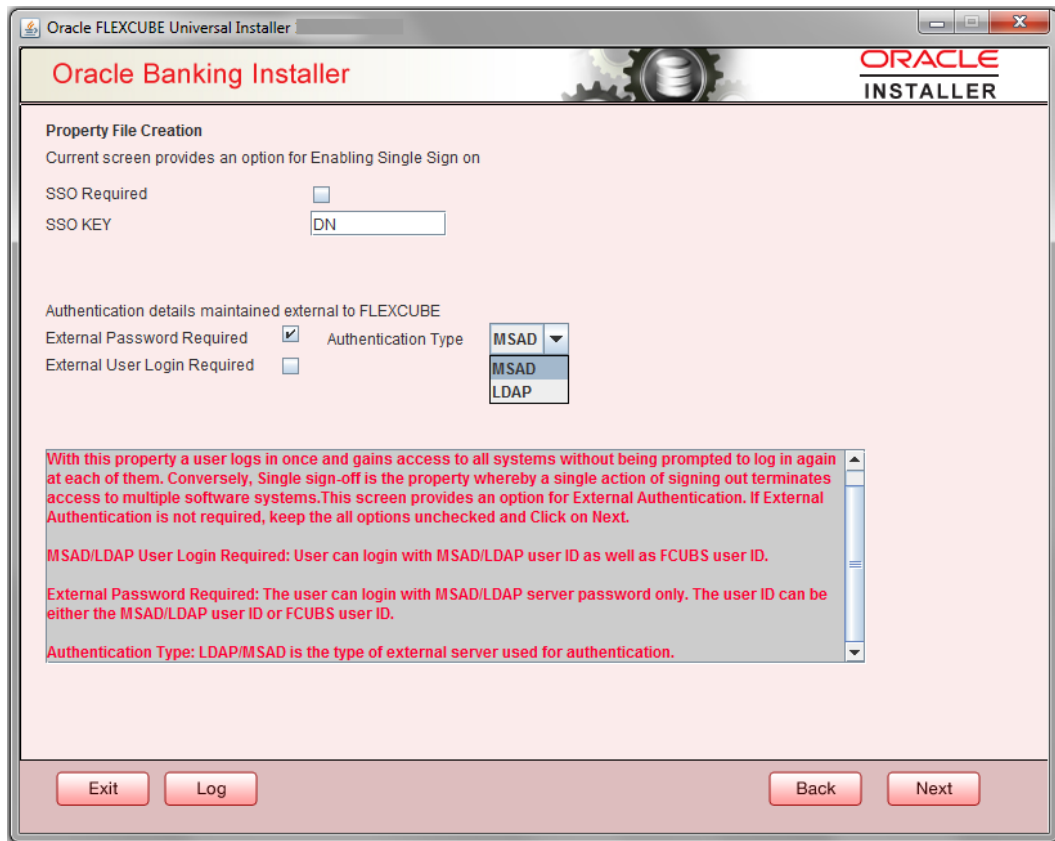 Oracle FLEXCUBE Universal Installer
Oracle Banking Installer
ORACLE
INSTALLER
Property File Creation
Current screen provides an option for Enabling Single Sign on
SSO Required
SSO KEY
DN
Authentication details maintained external to FLEXCUBE
External Password Required
Authentication Type
MSAD
External User Login Required
MSAD
LDAP
With this property a user logs in once and gains access to all systems without being prompted to log in again
at each of them. Conversely, Single sign-off is the property whereby a single action of signing out terminates
access to multiple software systems.This screen provides an option for External Authentication. If External
Authentication is not required, keep the all options unchecked and Click on Next.
MSAD/LDAP User Login Required: User can login with MSAD/LDAP user ID as well as FCUBS user ID.
External Password Required: The user can login with MSAD/LDAP server password only. The user ID can be
either the MSAD/LDAP user ID or FCUBS user ID.
Authentication Type: LDAP/MSAD is the type of external server used for authentication.
Exit
Log
Back
Next